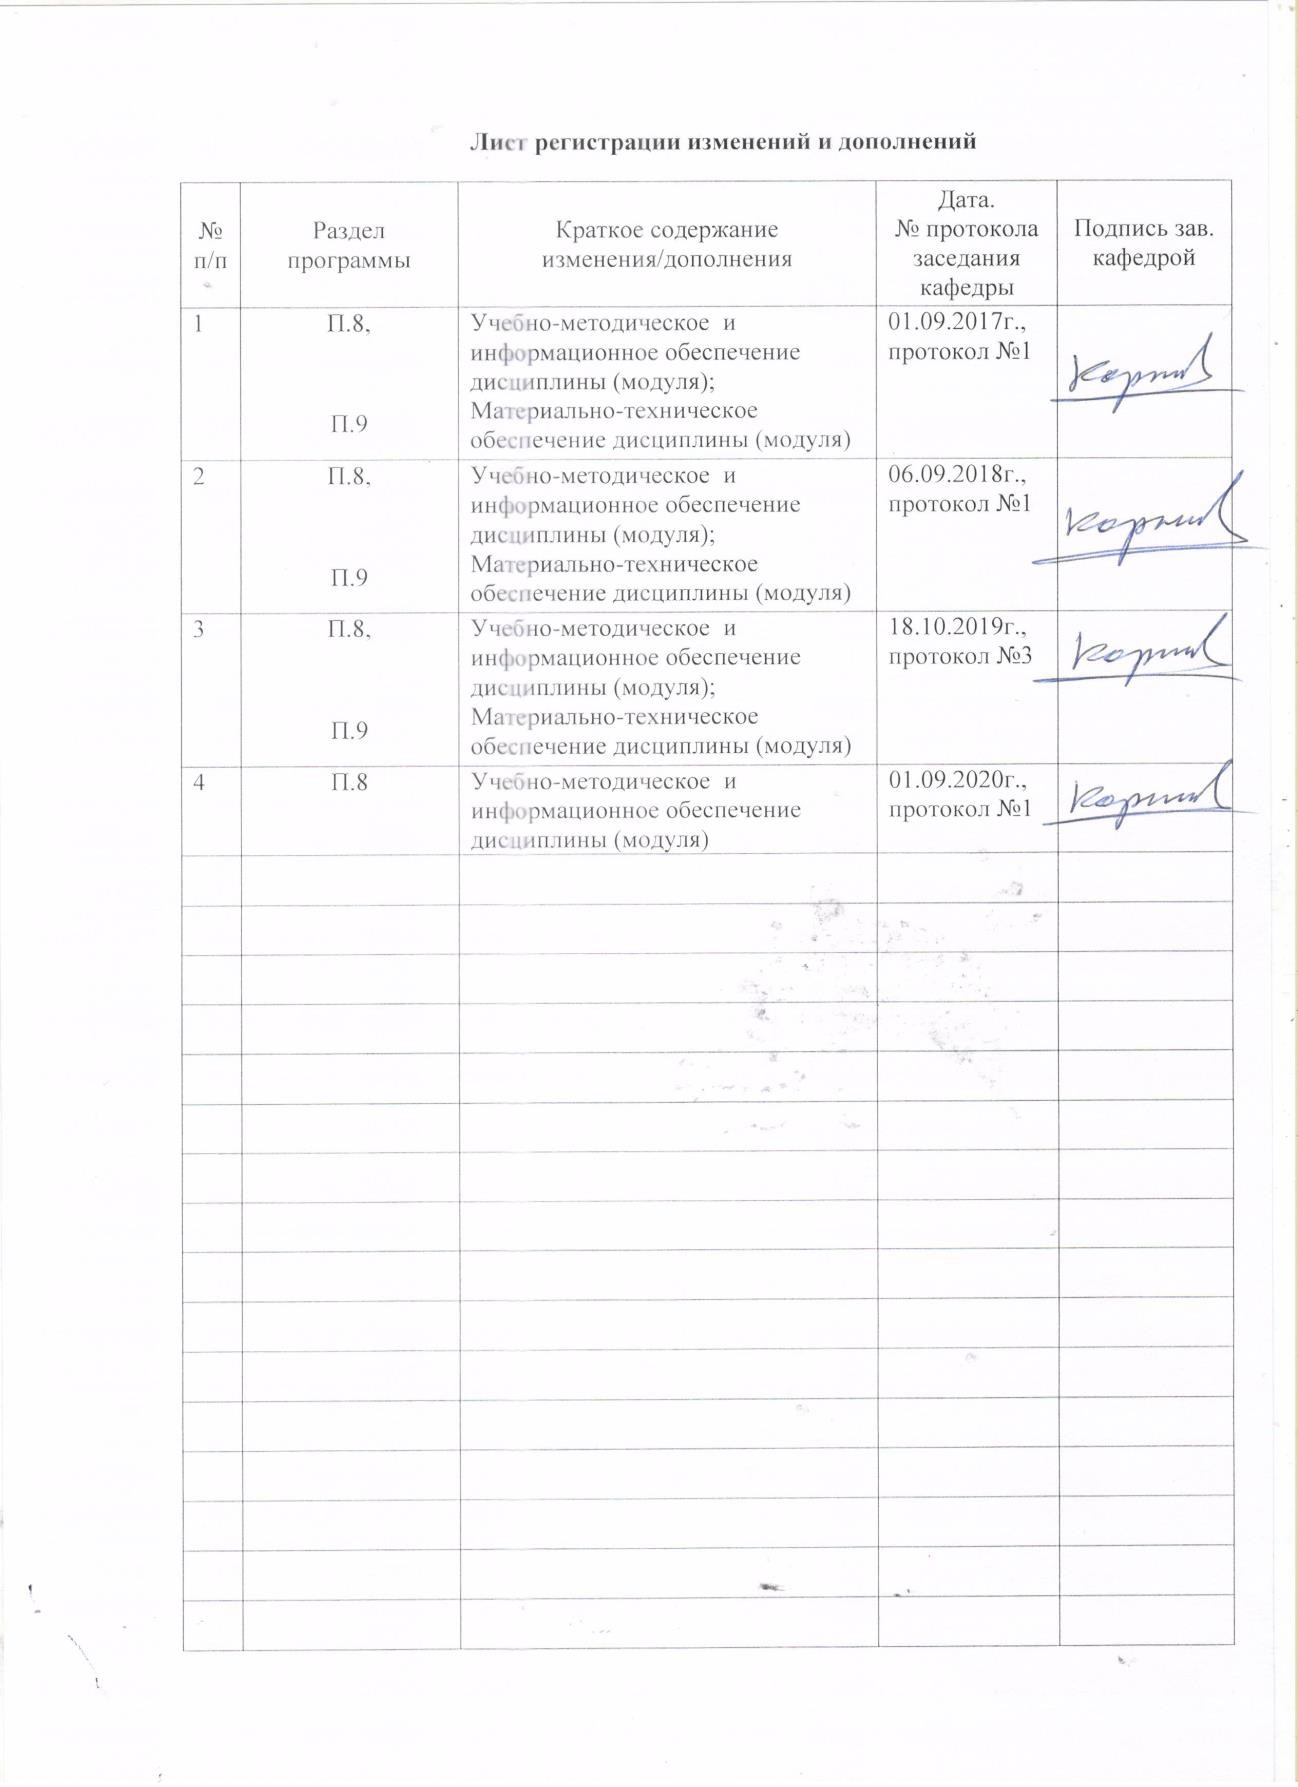 Лист регистрации изменений и дополнений
№
п/п
Раздел
программы
Краткое содержание
изменения/дополнения
Дата.
№ протокола
заседания
кафедры
Подпись зав.
кафедрой
1
П.8,
П.9
Учебно-методическое и
информационное обеспечение
дисциплины (модуля);
Материально-техническое
обеспечение дисциплины (модуля)
01.09.2017г.,
протокол №1
2
П.8,
П.9
Учебно-методическое и
информационное обеспечение
дисциплины (модуля);
Материально-техническое
обеспечение дисциплины (модуля)
06.09.2018г.,
протокол №1
3
П.8,
П.9
Учебно-методическое и
информационное обеспечение
дисциплины (модуля);
Материально-техническое
обеспечение дисциплины (модуля)
18.10.2019г.,
протокол №3
4
П.8
Учебно-методическое и
информационное обеспечение
дисциплины (модуля)
01.09.2020г.,
протокол №1